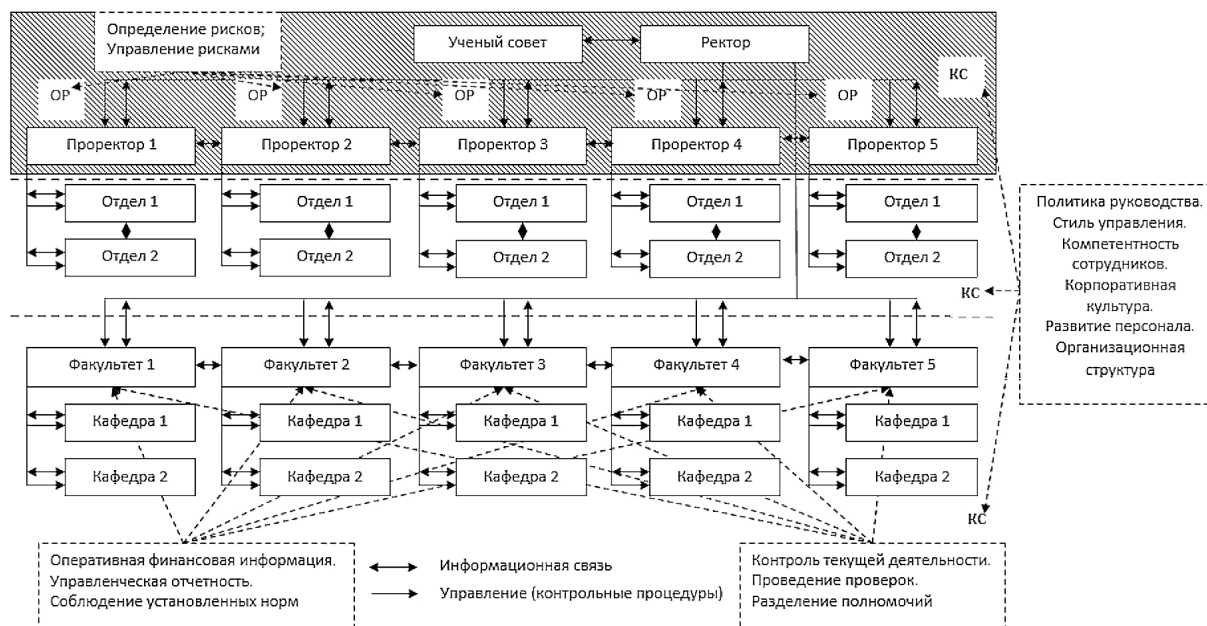 Определение рисков;
Управление рисками
Ученый совет
Ректор
КС
ОР
ОР
ОР
ОР
ОР
Проректор 1
Проректор 2
Проректор 3
Проректор 4
Проректор 5
Отдел 1
Отдел 1
Отдел 1
Отдел 1
Отдел 1
Отдел 2
Отдел 2
Отдел 2
Отдел 2
Отдел 2
Политика руководства.
Стиль управления.
Компетентность
сотрудников.
Корпоративная
культура.
Развитие персонала.
Организационная
структура
КС
Факультет 1
Факультет 2
Факультет 3
Факультет 4
Факультет 5
Кафедра 1
Кафедра 1
Кафедра 1
Кафедра 1
Кафедра 1
Кафедра 2
Кафедра 2
Кафедра 2
Кафедра 2
Кафедра 2
КС
Оперативная финансовая информация.
Управленческая отчетность.
Соблюдение установленных норм
Информационная связь
Управление (контрольные процедуры)
Контроль текущей деятельности.
Проведение проверок.
Разделение полномочий